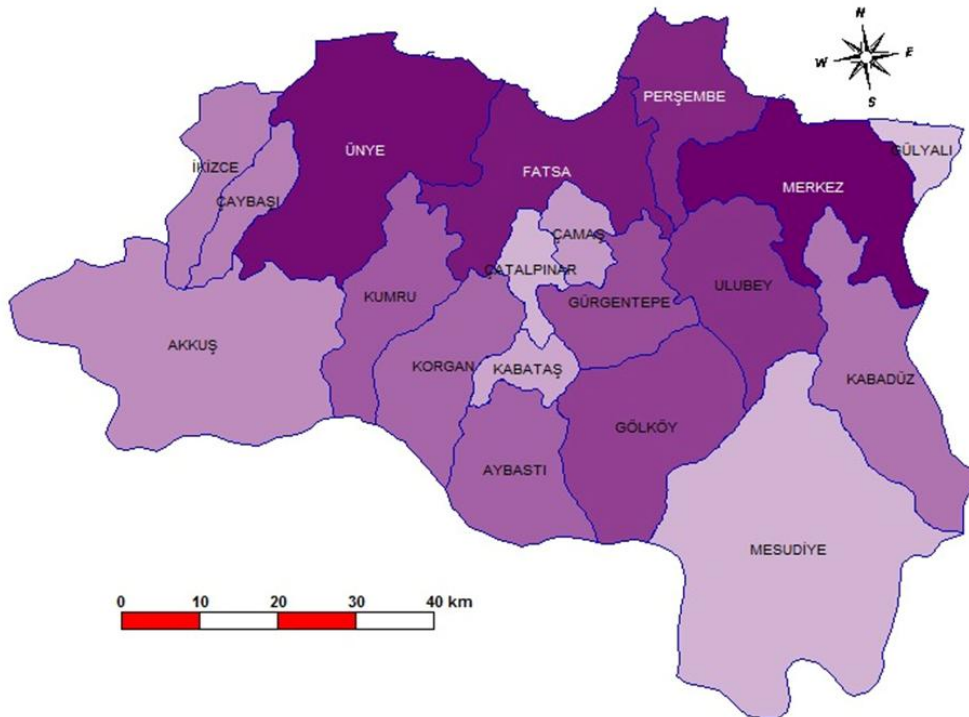 N
W
E
S
PERŞEMBE
ÜNYE
GÜLYALI
İKİZCE
FATSA
MERKEZ
ÇAYBAŞI
ÇAMAŞ
ÇATALPINAR
ULUBEY
KUMRU
GÜRGENTEPE
AKKUŞ
KORGAN
KABATAŞ
KABADÜZ
GÖLKÖY
AYBASTI
MESUDİYE
0 10 20 30 40 km